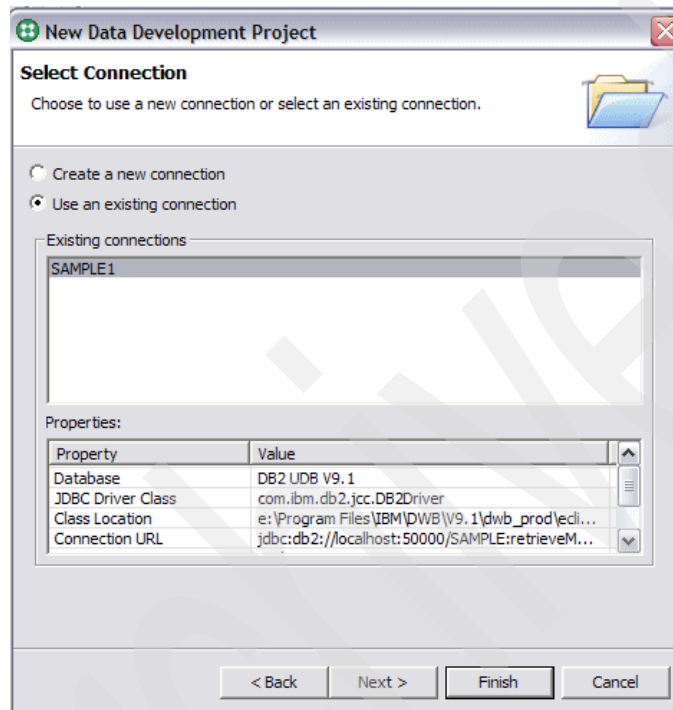 New Data Development Project
Select Connection
Choose to use a new connection or select an existing connection.
Create a new connection
Use an existing connection
Existing connections
SAMPLE1
Properties:
Property Value
Database DB2 UDB V9.1
JDBC Driver Class com.ibm.db2.jcc.DB2Driver
Class Location e:\Program Files\IBM\DWB\V9.1\dwb_prod\ecli...
Connection URL jdbc:db2://localhost:50000/SAMPLE:retrieveM...
< Back Next > Finish Cancel